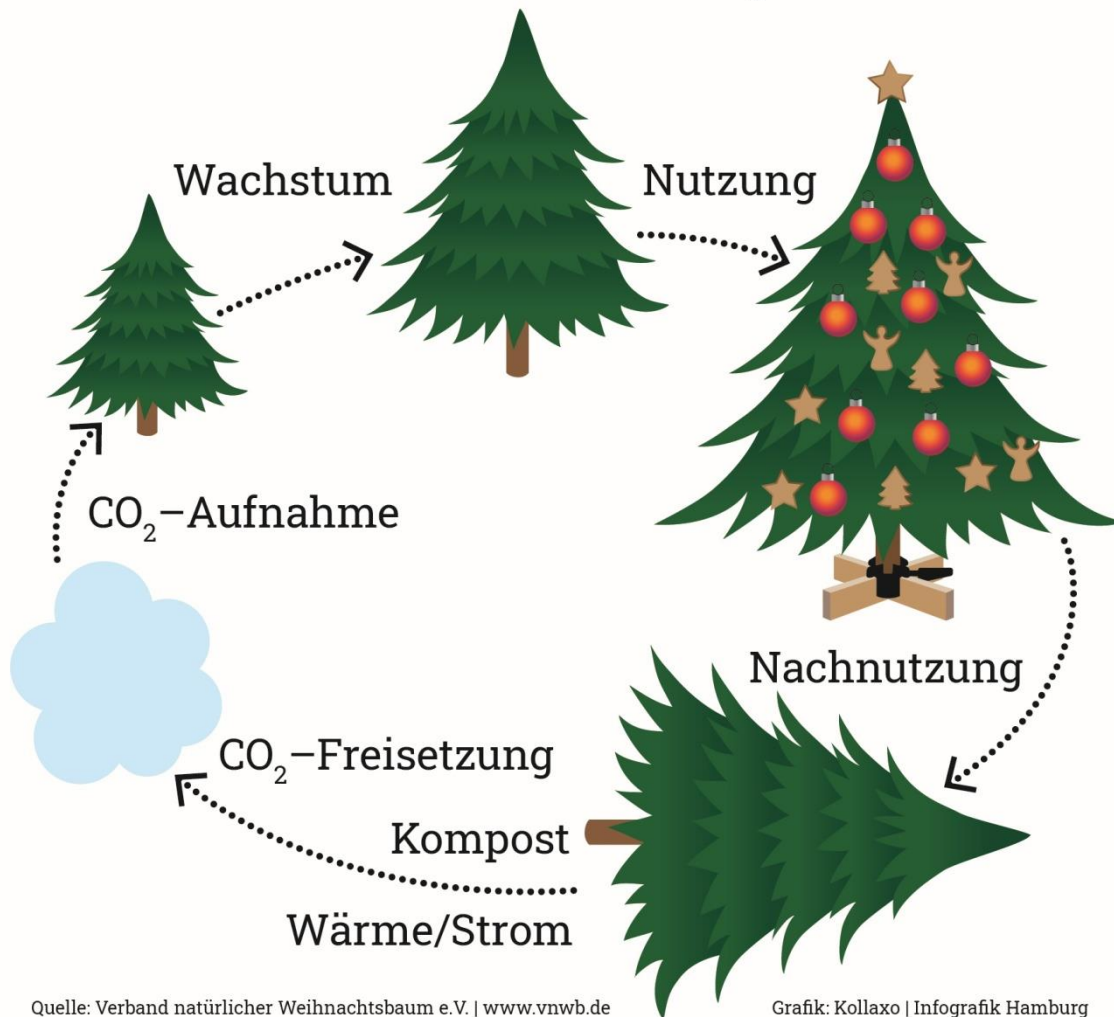 Wachstum
Nutzung
CO₂–Aufnahme
Nachnutzung
CO₂–Freisetzung
Kompost
Wärme/Strom
Quelle: Verband natürlicher Weihnachtsbaum e.V. | www.vnwb.de
Grafik: Kollaxo | Infografik Hamburg